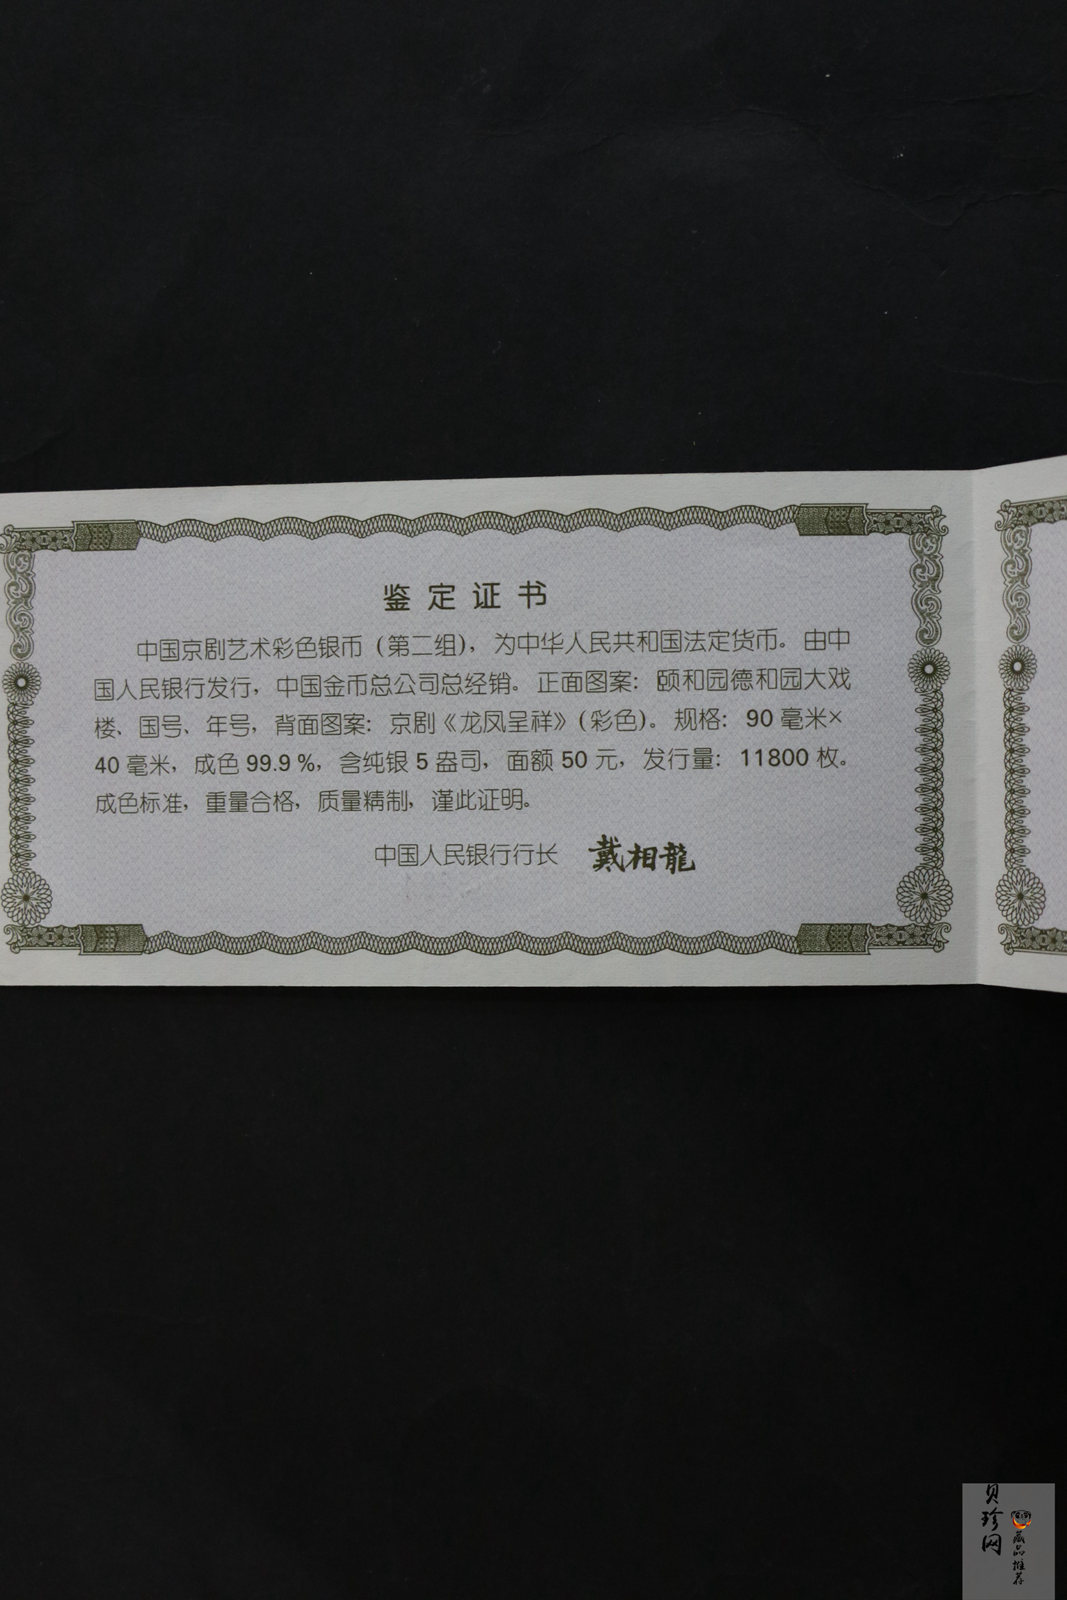 鉴定证书
中国京剧艺术彩色银币（第二组），为中华人民共和国法定货币。由中
国人民银行发行，中国金币总公司总经销。正面图案：颐和园德和园大戏
楼、国号、年号，背面图案：京剧《龙凤呈祥》（彩色）。规格：90毫米×
40毫米，成色99.9%，含纯银5盎司，面额50元，发行量：11800枚。
成色标准，重量合格，质量精制，谨此证明。
中国人民银行行长 戴相龍
贝珍网
藏品推荐